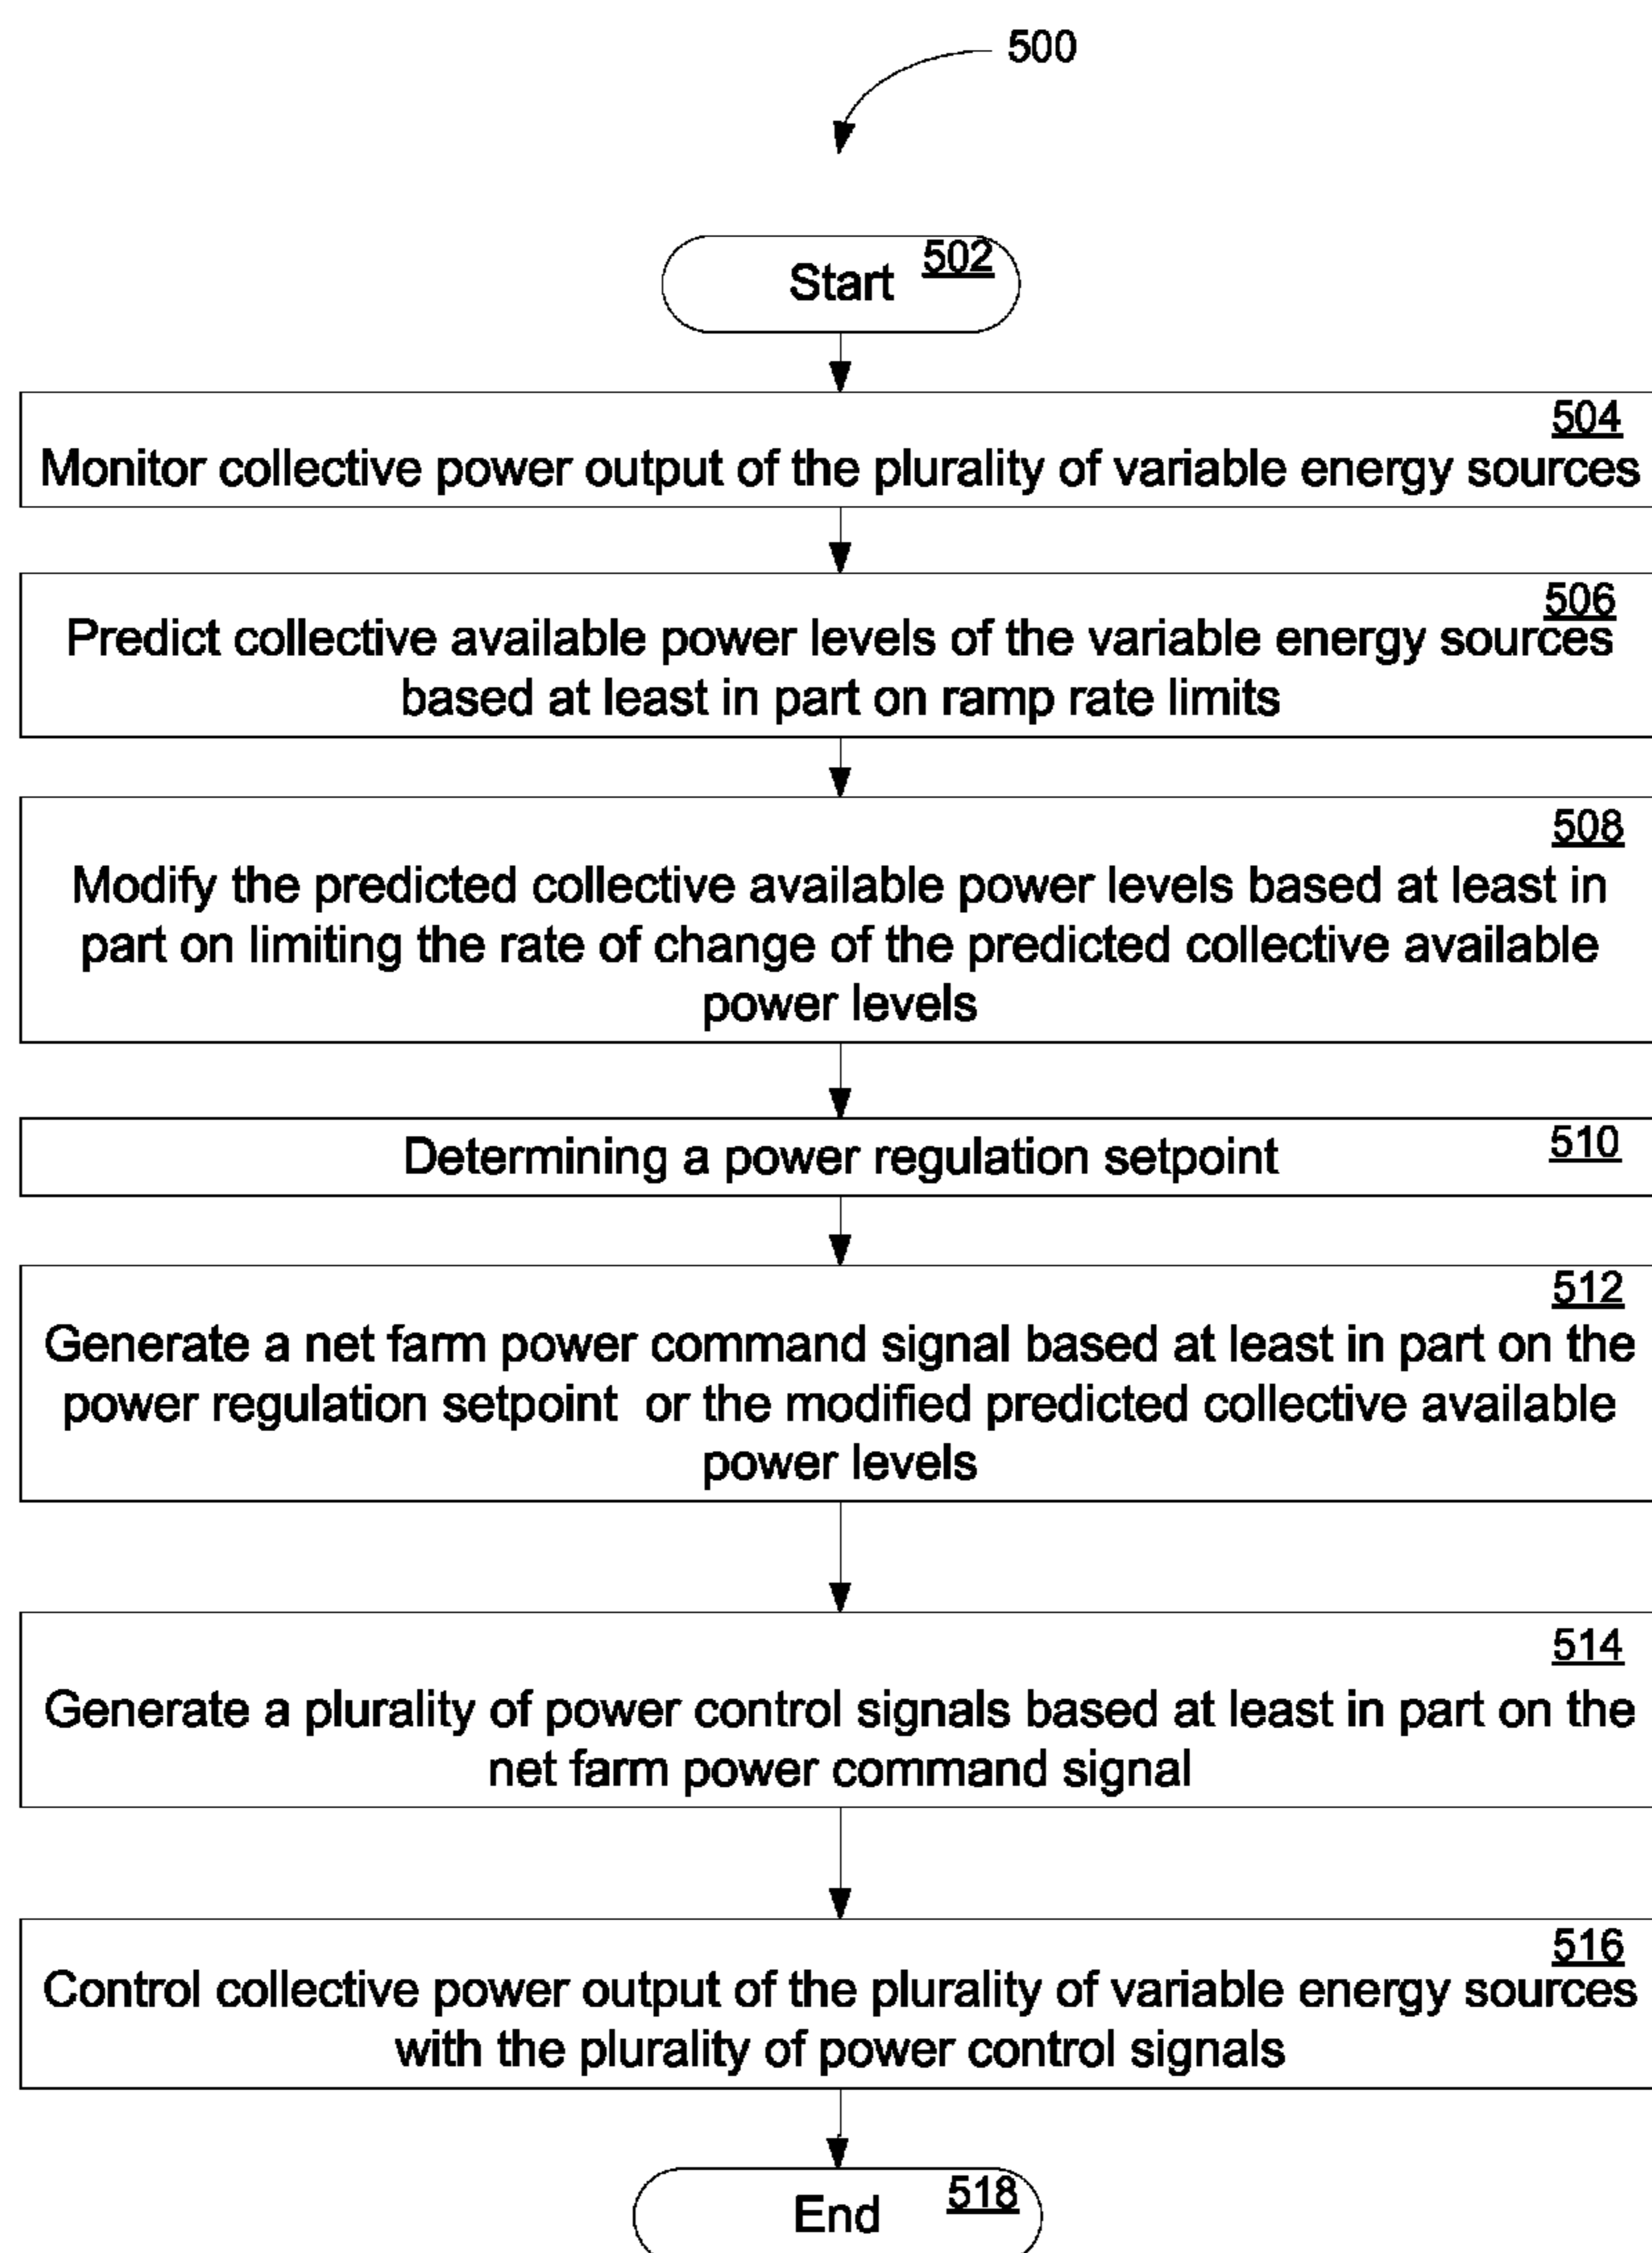 500
502
Start
504
Monitor collective power output of the plurality of variable energy sources
506
Predict collective available power levels of the variable energy sources
based at least in part on ramp rate limits
508
Modify the predicted collective available power levels based at least in
part on limiting the rate of change of the predicted collective available
power levels
Determining a power regulation setpoint 510
512
Generate a net farm power command signal based at least in part on the
power regulation setpoint or the modified predicted collective available
power levels
514
Generate a plurality of power control signals based at least in part on the
net farm power command signal
516
Control collective power output of the plurality of variable energy sources
with the plurality of power control signals
518
End